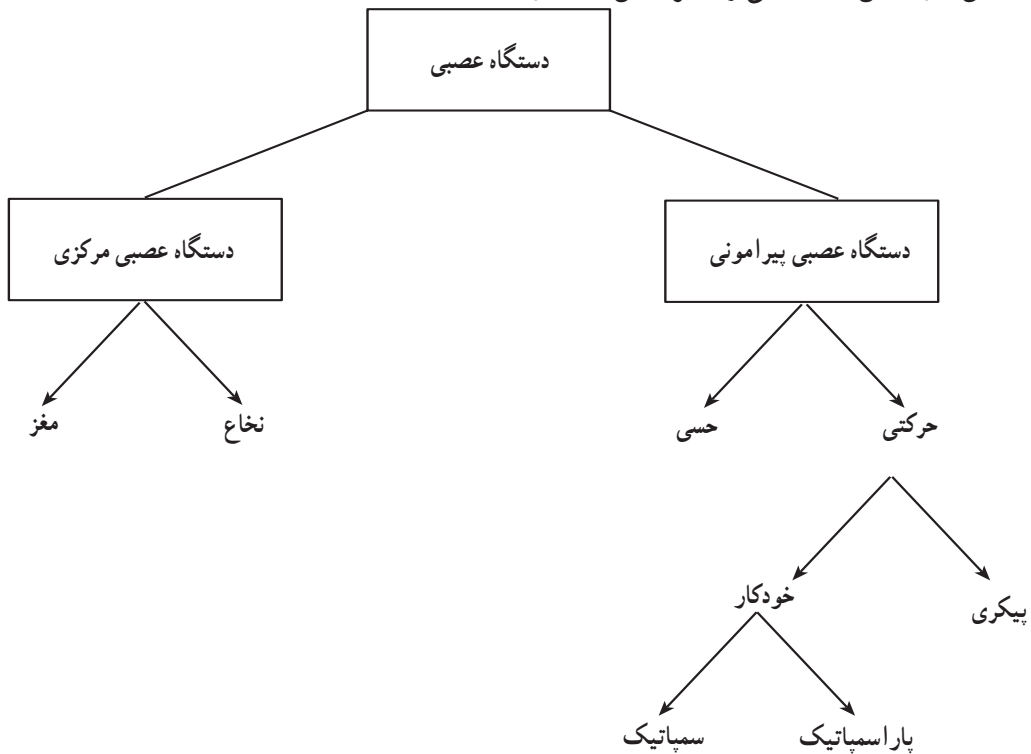 دستگاه عصبی
دستگاه عصبی پیرامونی
دستگاه عصبی مرکزی
حرکتی
حسی
نخاع
مغز
پیکری
خودکار
پاراسمپاتیک
سمپاتیک